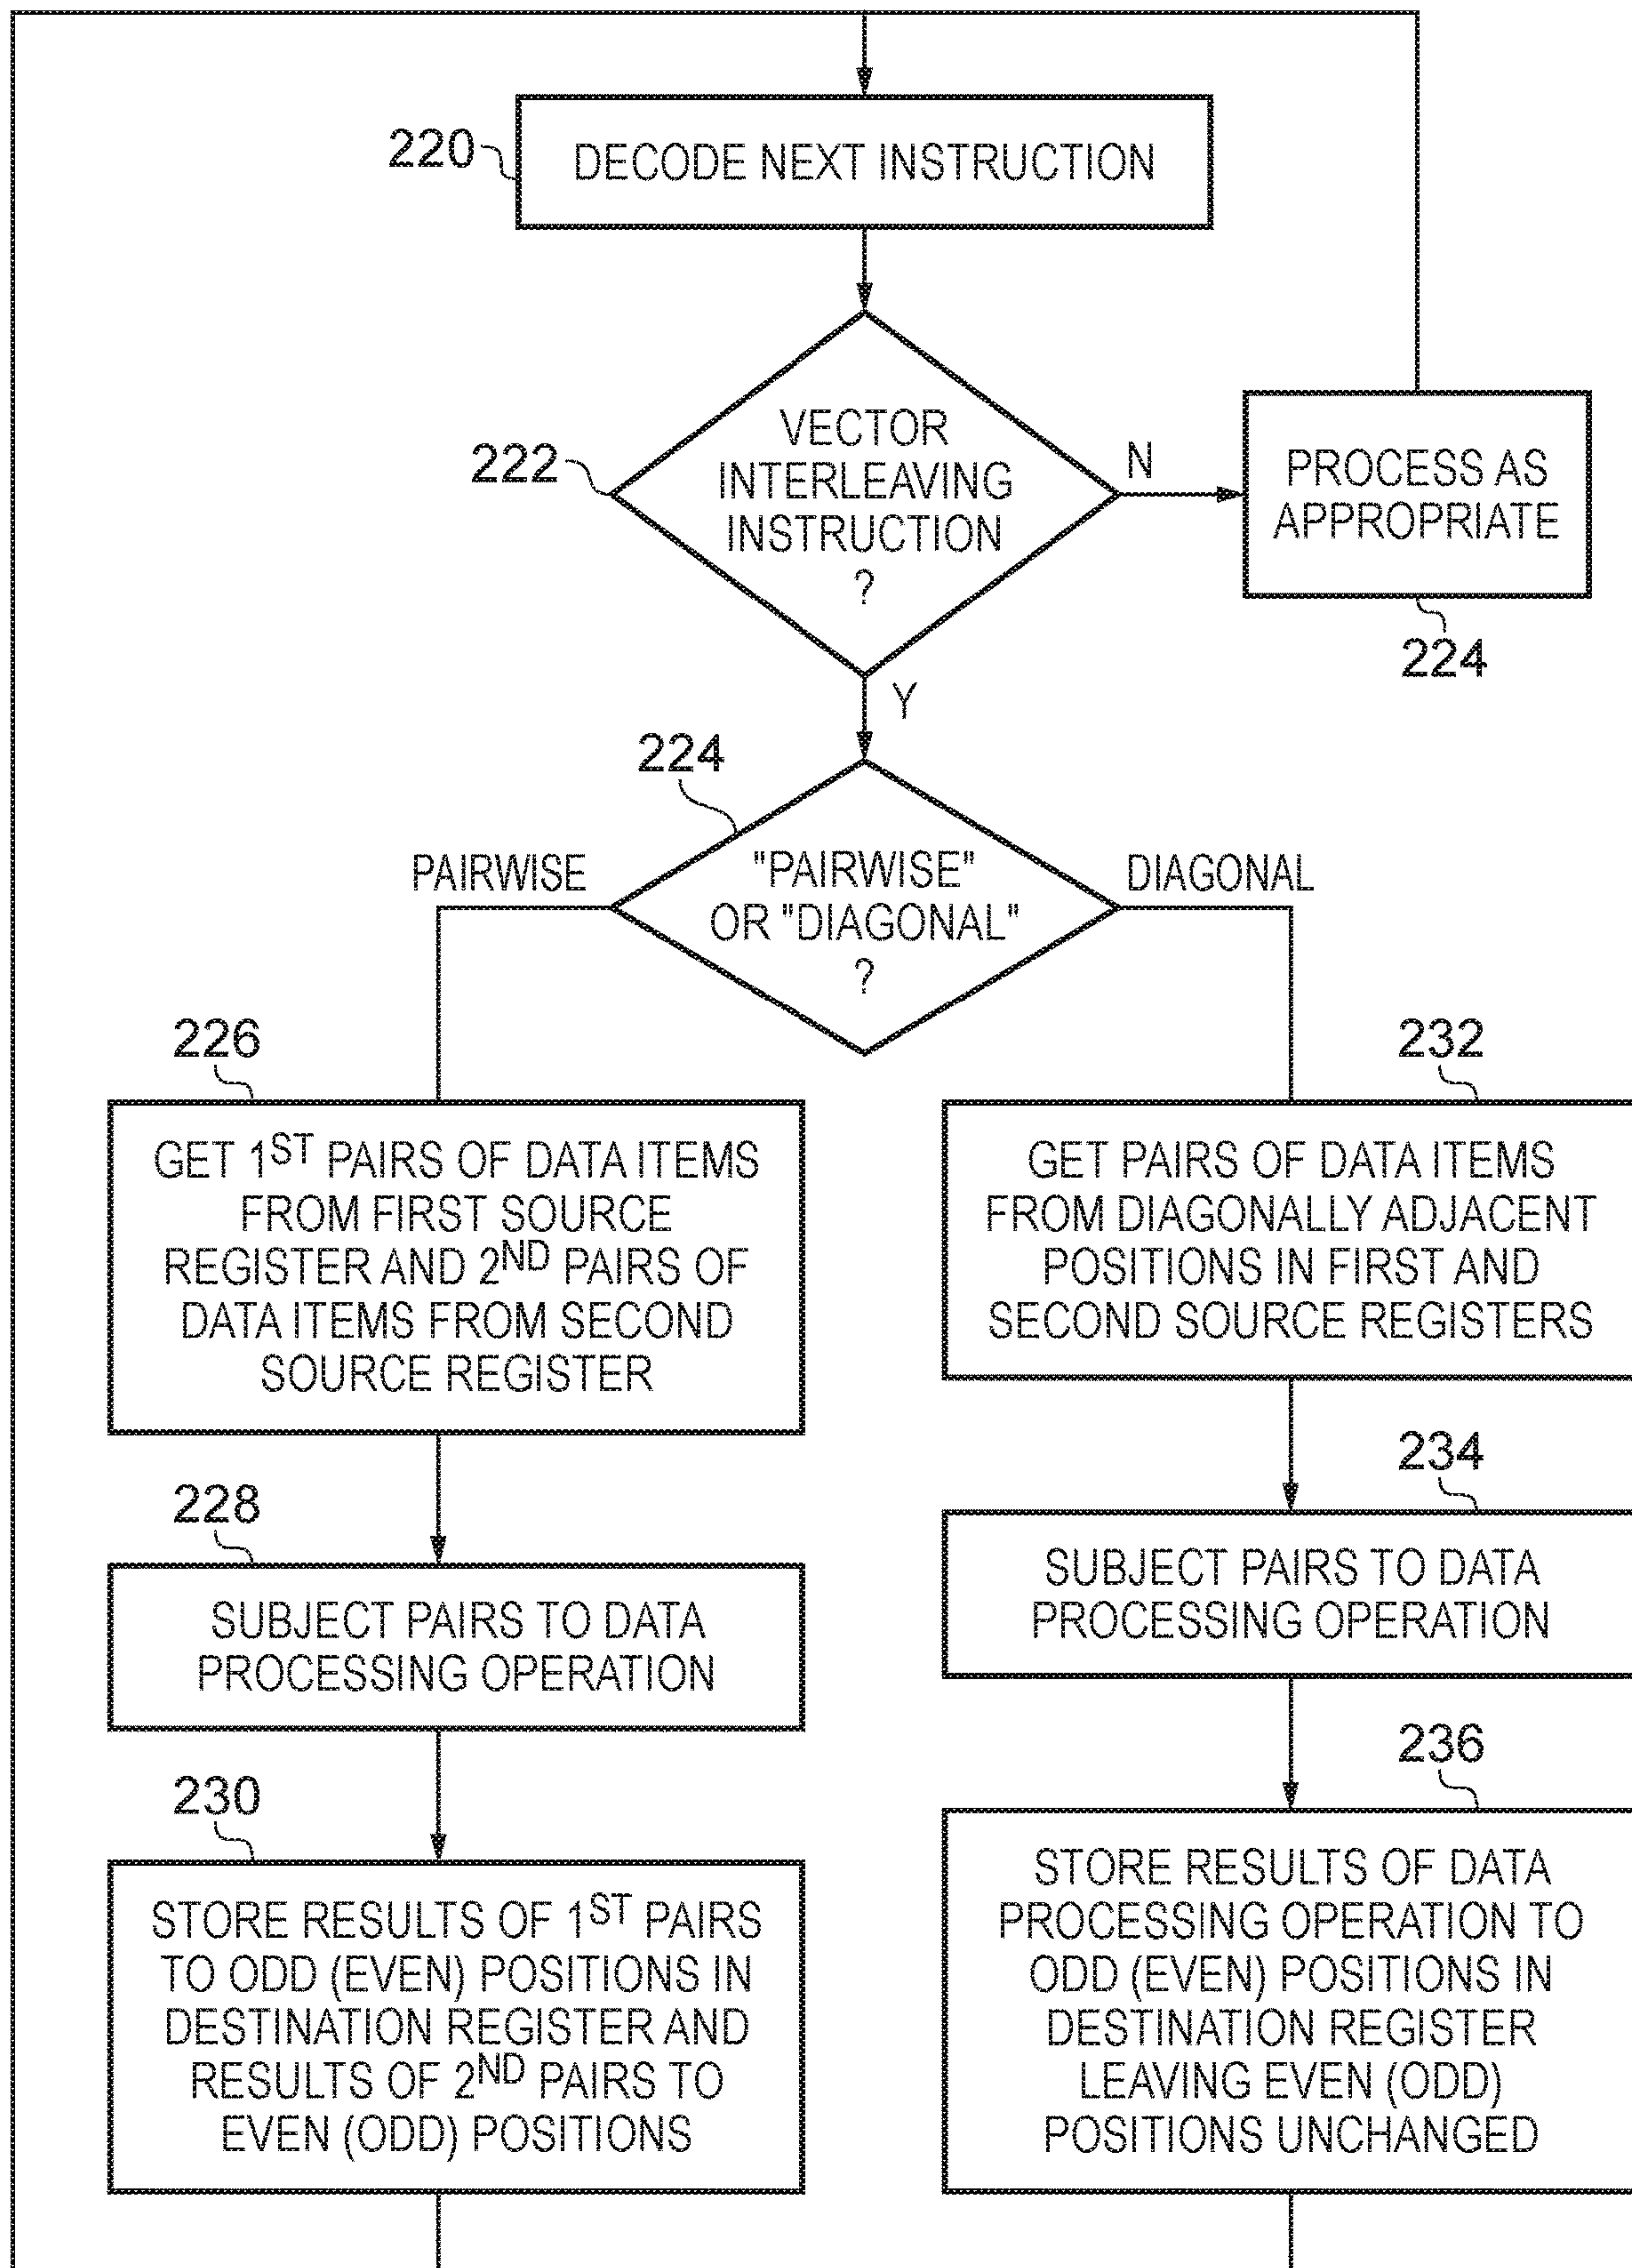 220
DECODE NEXT INSTRUCTION
222
VECTOR
INTERLEAVING
INSTRUCTION
?
N
PROCESS AS
APPROPRIATE
224
Y
224
PAIRWISE
"PAIRWISE"
OR "DIAGONAL"
?
DIAGONAL
226
GET 1ST PAIRS OF DATA ITEMS
FROM FIRST SOURCE
REGISTER AND 2ND PAIRS OF
DATA ITEMS FROM SECOND
SOURCE REGISTER
232
GET PAIRS OF DATA ITEMS
FROM DIAGONALLY ADJACENT
POSITIONS IN FIRST AND
SECOND SOURCE REGISTERS
228
SUBJECT PAIRS TO DATA
PROCESSING OPERATION
234
SUBJECT PAIRS TO DATA
PROCESSING OPERATION
230
STORE RESULTS OF 1ST PAIRS
TO ODD (EVEN) POSITIONS IN
DESTINATION REGISTER AND
RESULTS OF 2ND PAIRS TO
EVEN (ODD) POSITIONS
236
STORE RESULTS OF DATA
PROCESSING OPERATION TO
ODD (EVEN) POSITIONS IN
DESTINATION REGISTER
LEAVING EVEN (ODD)
POSITIONS UNCHANGED